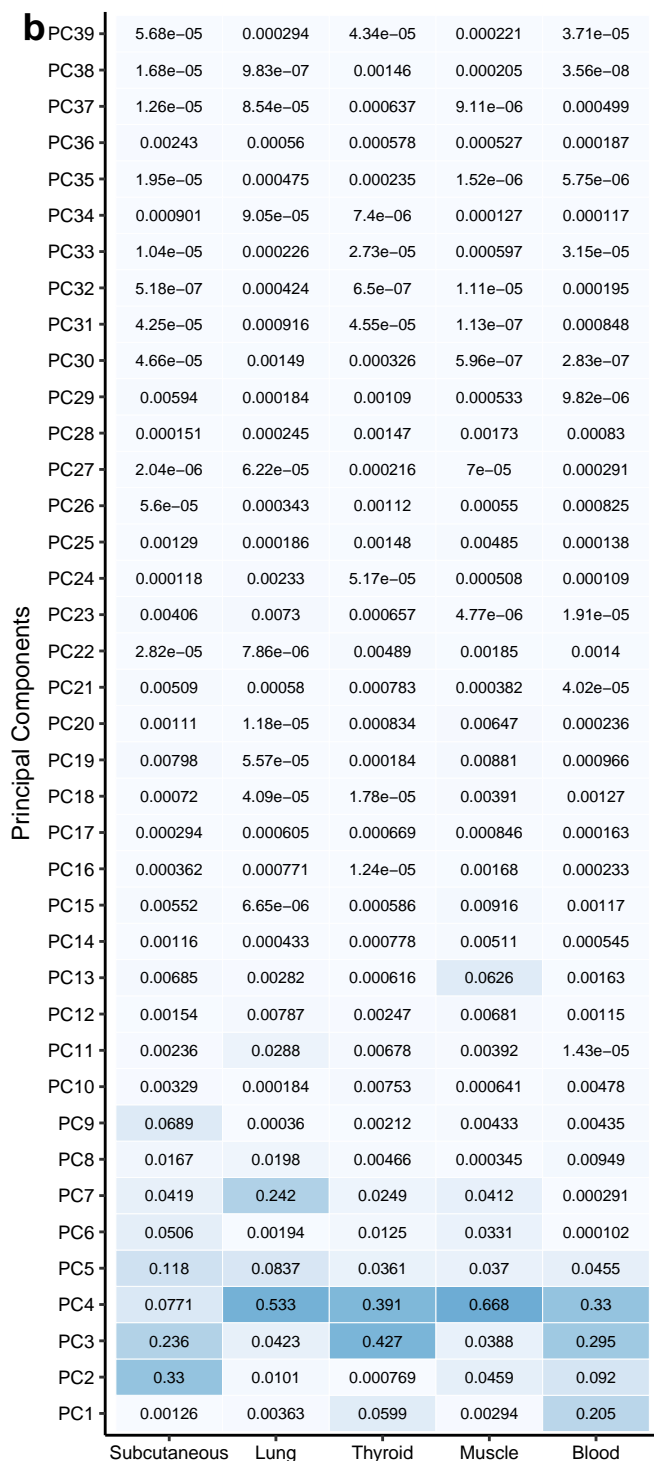 b
PC39 5.68e−05 0.000294 4.34e−05 0.000221 3.71e−05
PC38 1.68e−05 9.83e−07 0.00146 0.000205 3.56e−08
PC37 1.26e−05 8.54e−05 0.000637 9.11e−06 0.000499
PC36 0.00243 0.00056 0.000578 0.000527 0.000187
PC35 1.95e−05 0.000475 0.000235 1.52e−06 5.75e−06
PC34 0.000901 9.05e−05 7.4e−06 0.000127 0.000117
PC33 1.04e−05 0.000226 2.73e−05 0.000597 3.15e−05
PC32 5.18e−07 0.000424 6.5e−07 1.11e−05 0.000195
PC31 4.25e−05 0.000916 4.55e−05 1.13e−07 0.000848
PC30 4.66e−05 0.00149 0.000326 5.96e−07 2.83e−07
PC29 0.00594 0.000184 0.00109 0.000533 9.82e−06
PC28 0.000151 0.000245 0.00147 0.00173 0.00083
PC27 2.04e−06 6.22e−05 0.000216 7e−05 0.000291
PC26 5.6e−05 0.000343 0.00112 0.00055 0.000825
PC25 0.00129 0.000186 0.00148 0.00485 0.000138
PC24 0.000118 0.00233 5.17e−05 0.000508 0.000109
PC23 0.00406 0.0073 0.000657 4.77e−06 1.91e−05
PC22 2.82e−05 7.86e−06 0.00489 0.00185 0.0014
PC21 0.00509 0.00058 0.000783 0.000382 4.02e−05
PC20 0.00111 1.18e−05 0.000834 0.00647 0.000236
PC19 0.00798 5.57e−05 0.000184 0.00881 0.000966
PC18 0.00072 4.09e−05 1.78e−05 0.00391 0.00127
PC17 0.000294 0.000605 0.000669 0.000846 0.000163
PC16 0.000362 0.000771 1.24e−05 0.00168 0.000233
PC15 0.00552 6.65e−06 0.000586 0.00916 0.00117
PC14 0.00116 0.000433 0.000778 0.00511 0.000545
PC13 0.00685 0.00282 0.000616 0.0626 0.00163
PC12 0.00154 0.00787 0.00247 0.00681 0.00115
PC11 0.00236 0.0288 0.00678 0.00392 1.43e−05
PC10 0.00329 0.000184 0.00753 0.000641 0.00478
PC9 0.0689 0.00036 0.00212 0.00433 0.00435
PC8 0.0167 0.0198 0.00466 0.000345 0.00949
PC7 0.0419 0.242 0.0249 0.0412 0.000291
PC6 0.0506 0.00194 0.0125 0.0331 0.000102
PC5 0.118 0.0837 0.0361 0.037 0.0455
PC4 0.0771 0.533 0.391 0.668 0.33
PC3 0.236 0.0423 0.427 0.0388 0.295
PC2 0.33 0.0101 0.000769 0.0459 0.092
PC1 0.00126 0.00363 0.0599 0.00294 0.205
Subcutaneous Lung Thyroid Muscle Blood
Principal Components